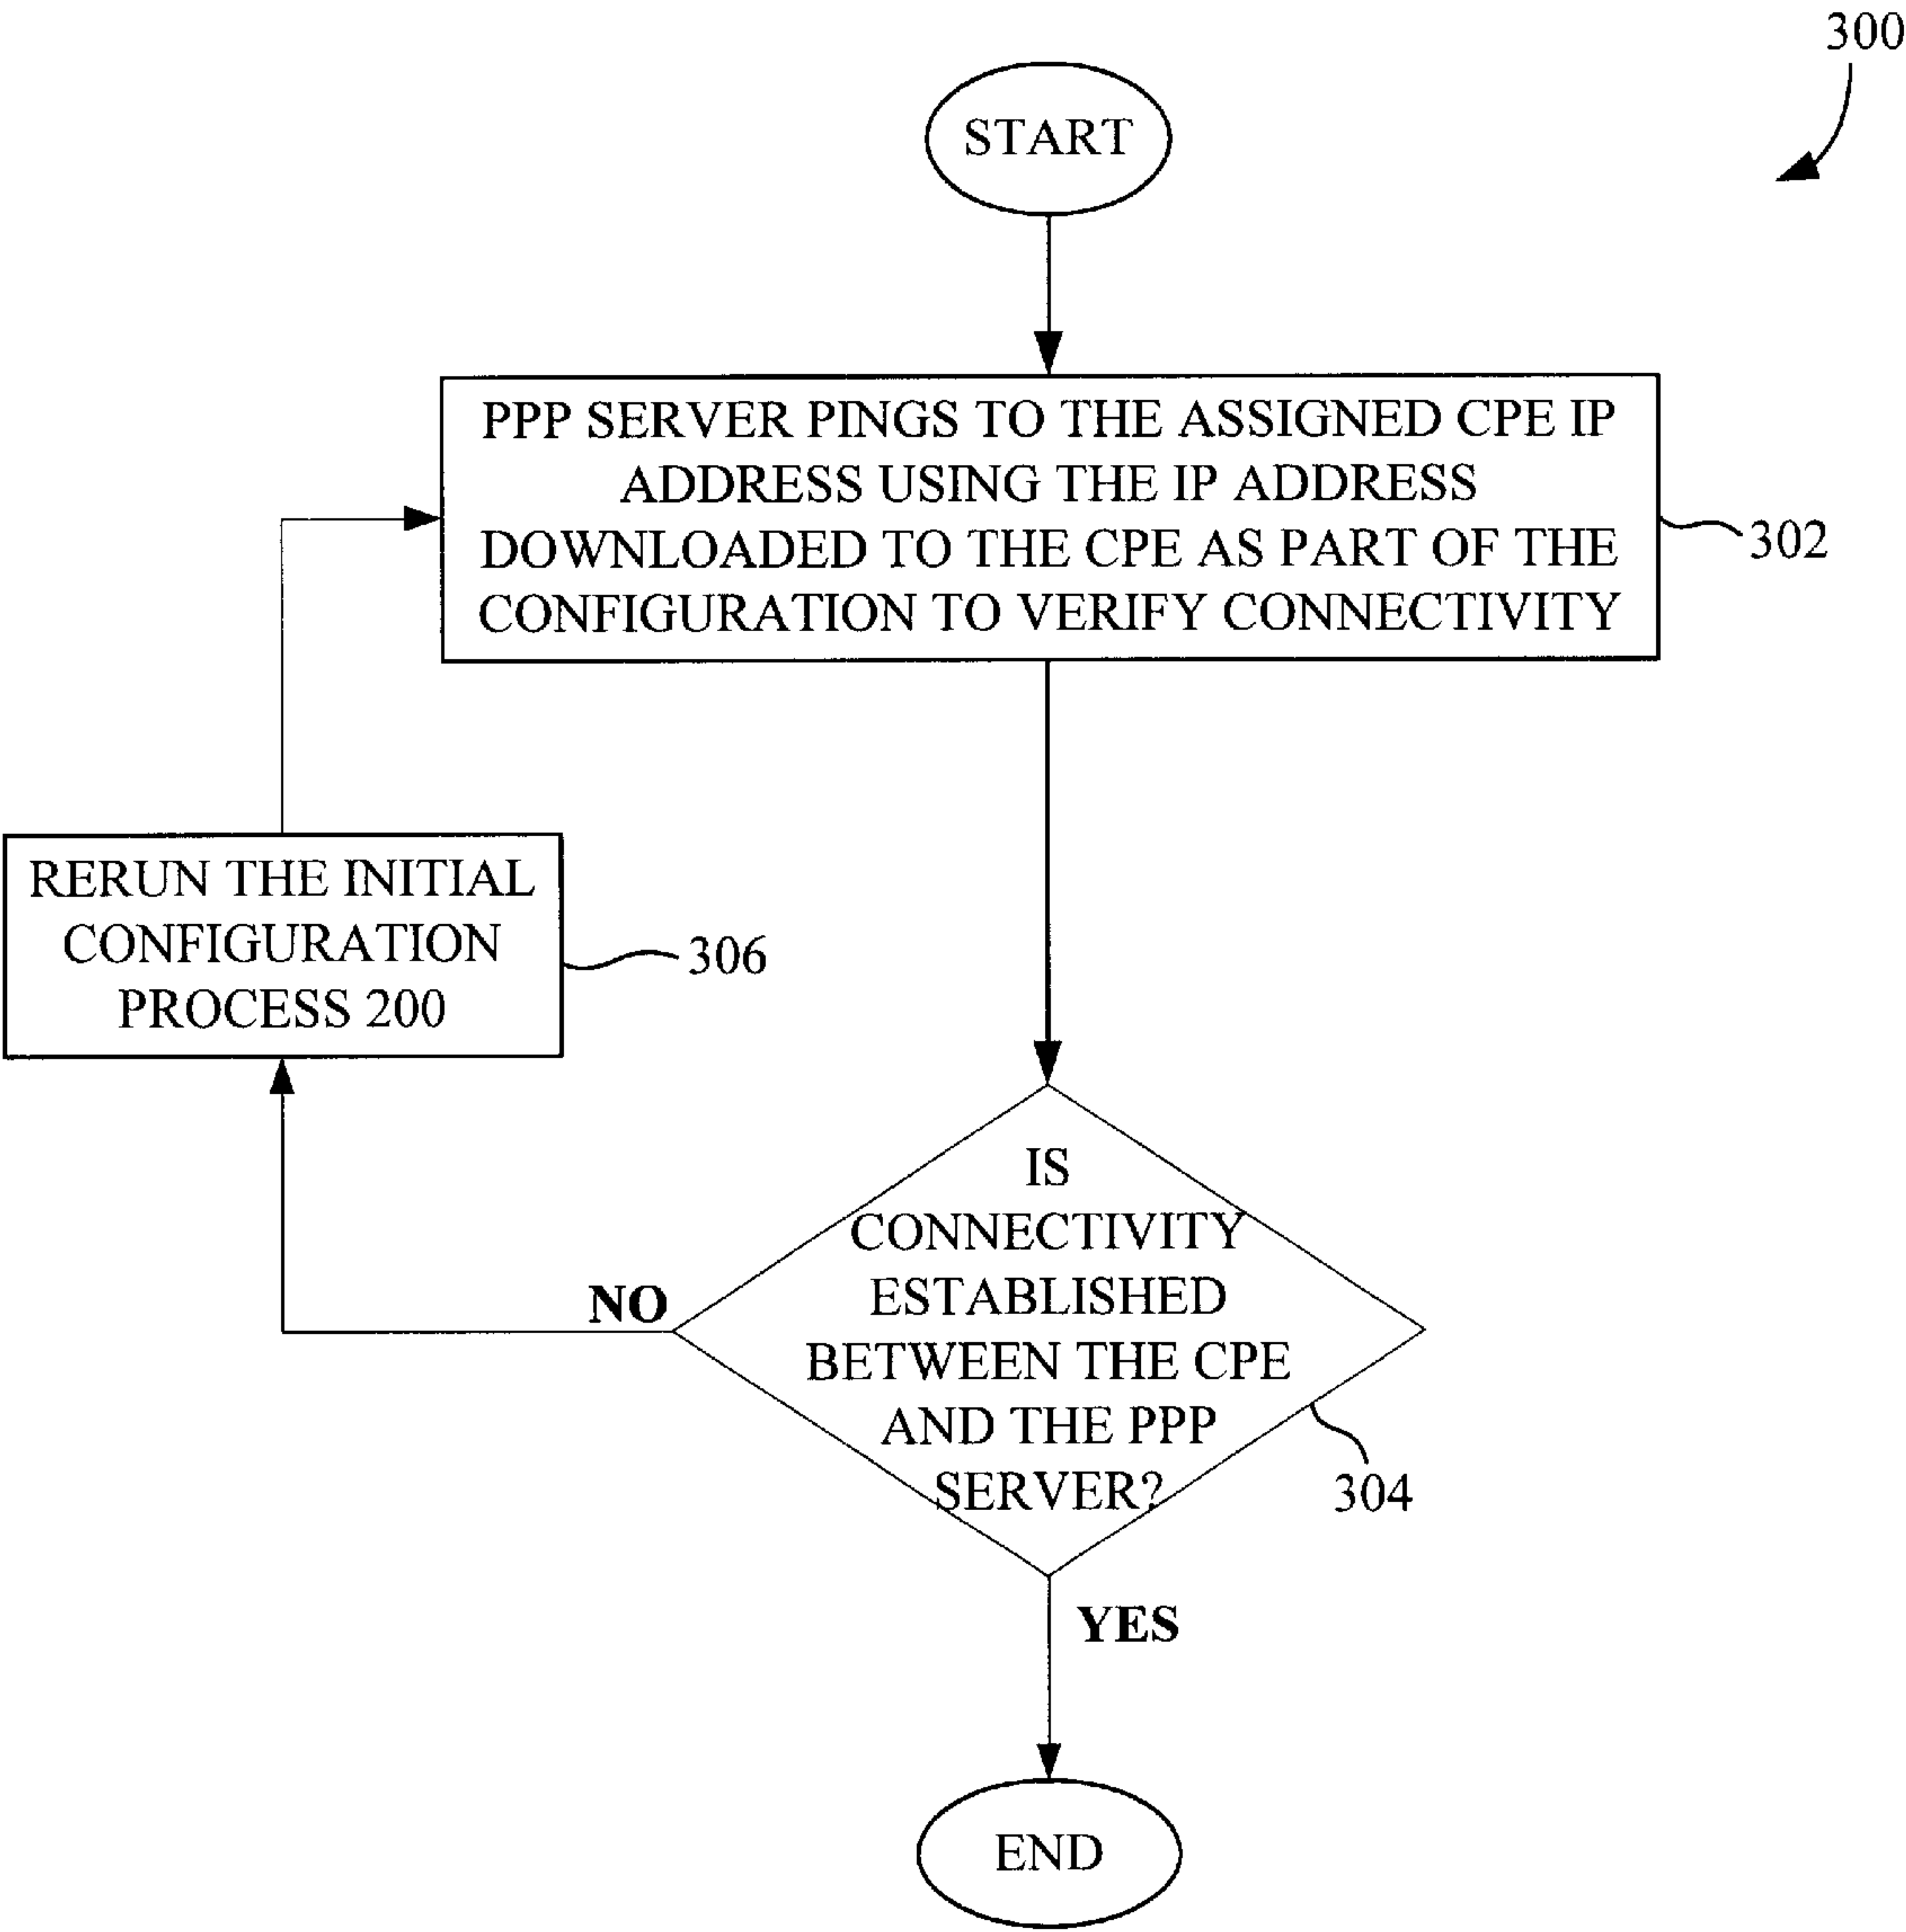 300
START
PPP SERVER PINGS TO THE ASSIGNED CPE IP
ADDRESS USING THE IP ADDRESS
DOWNLOADED TO THE CPE AS PART OF THE
CONFIGURATION TO VERIFY CONNECTIVITY
302
RERUN THE INITIAL
CONFIGURATION
PROCESS 200
306
IS
CONNECTIVITY
ESTABLISHED
BETWEEN THE CPE
AND THE PPP
SERVER?
NO
304
YES
END